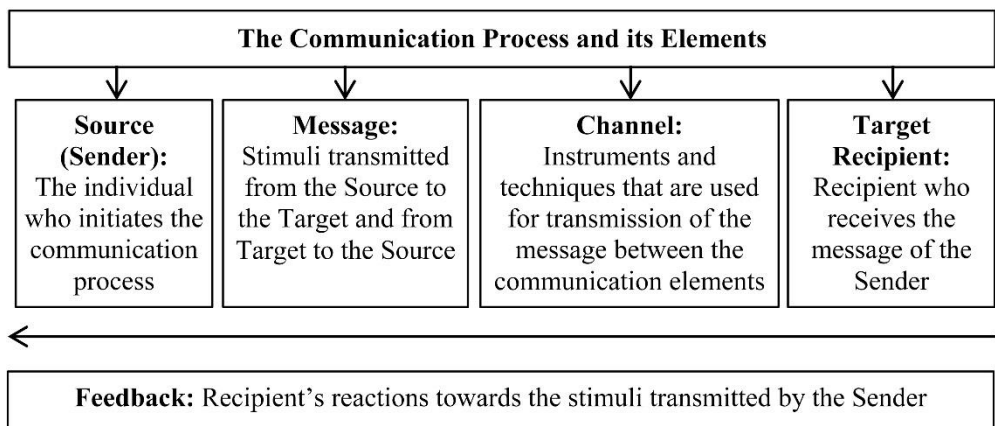 The Communication Process and its Elements
Source
(Sender):
The individual
who initiates the
communication
process
Message:
Stimuli transmitted
from the Source to
the Target and from
Target to the Source
Channel:
Instruments and
techniques that are used
for transmission of the
message between the
communication elements
Target
Recipient:
Recipient who
receives the
message of the
Sender
Feedback: Recipient’s reactions towards the stimuli transmitted by the Sender